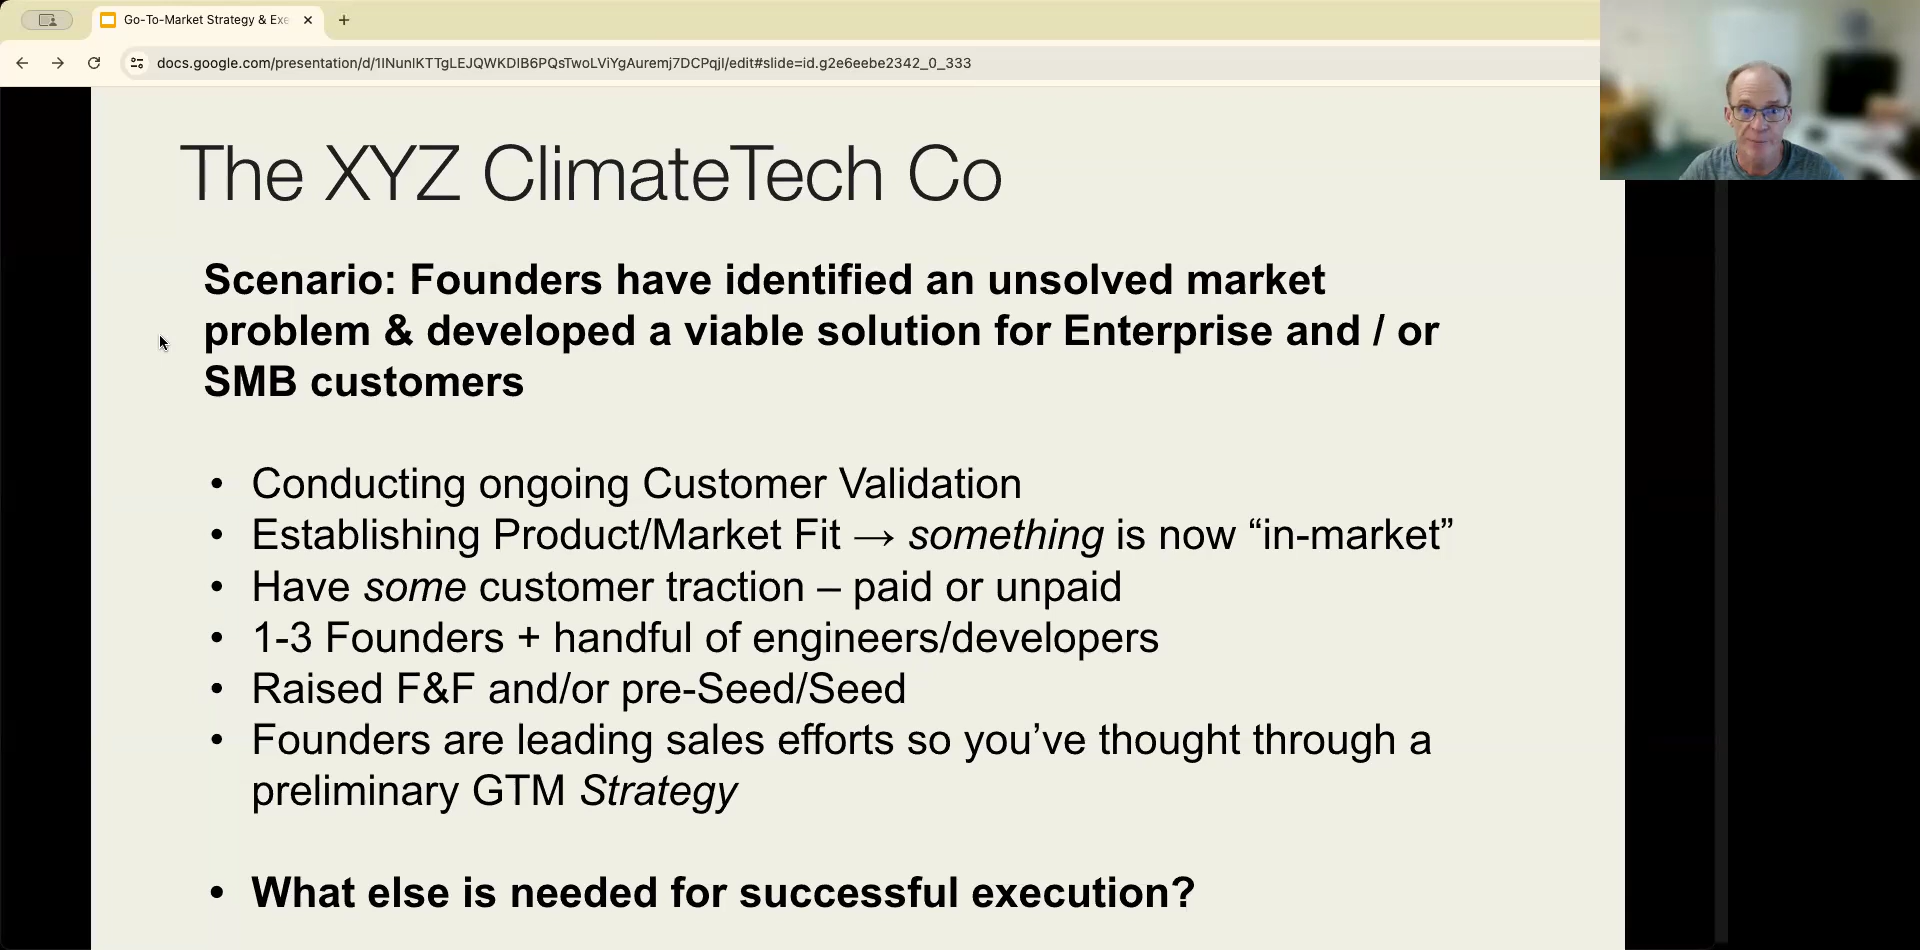 Go-To-Market Strategy & Exe
docs.google.com/presentation/d/1lNunlKTTgLEJQWKDlB6PQsTwoLViYgAuremj7DCPqjI/edit#slide=id.g2e6eebe2342_0_333
The XYZ ClimateTech Co
Scenario: Founders have identified an unsolved market
problem & developed a viable solution for Enterprise and / or
SMB customers
• Conducting ongoing Customer Validation
• Establishing Product/Market Fit → something is now “in-market”
• Have some customer traction – paid or unpaid
• 1-3 Founders + handful of engineers/developers
• Raised F&F and/or pre-Seed/Seed
• Founders are leading sales efforts so you’ve thought through a
preliminary GTM Strategy
• What else is needed for successful execution?